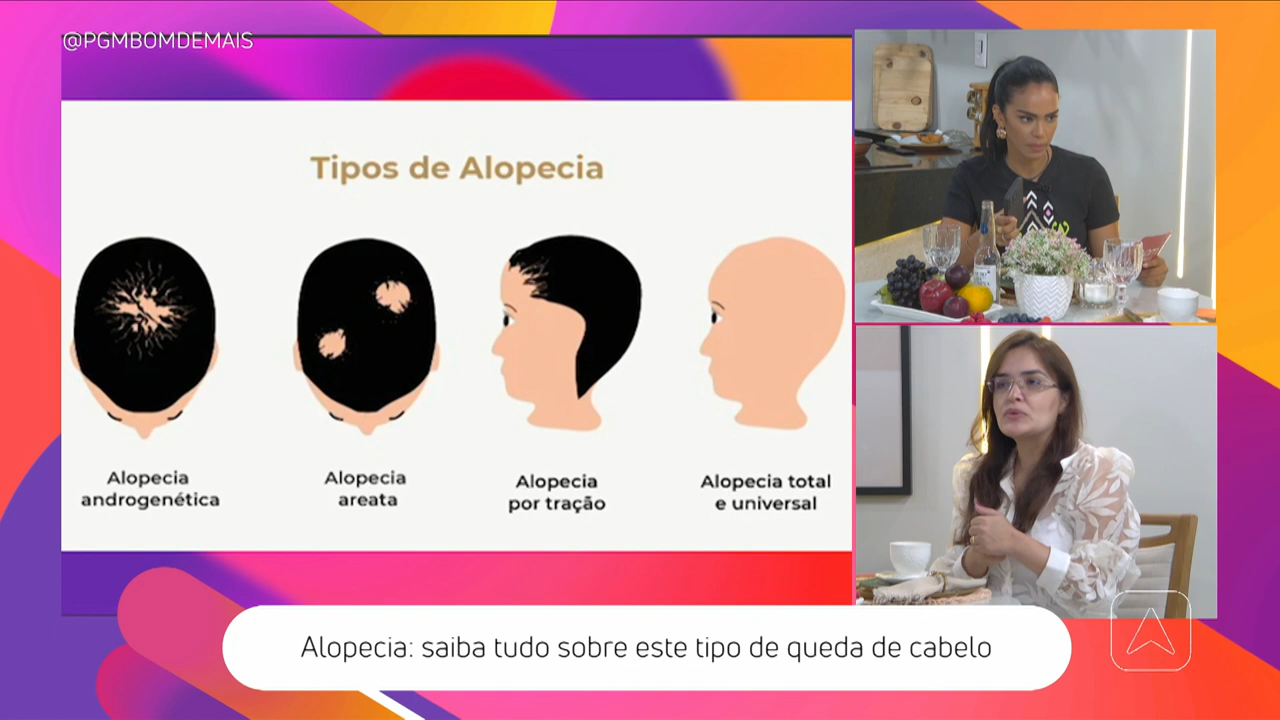 @PGMBOMDEMAIS
Tipos de Alopecia
Alopecia
androgenética
Alopecia
areata
Alopecia
por tração
Alopecia total
e universal
Alopecia: saiba tudo sobre este tipo de queda de cabelo